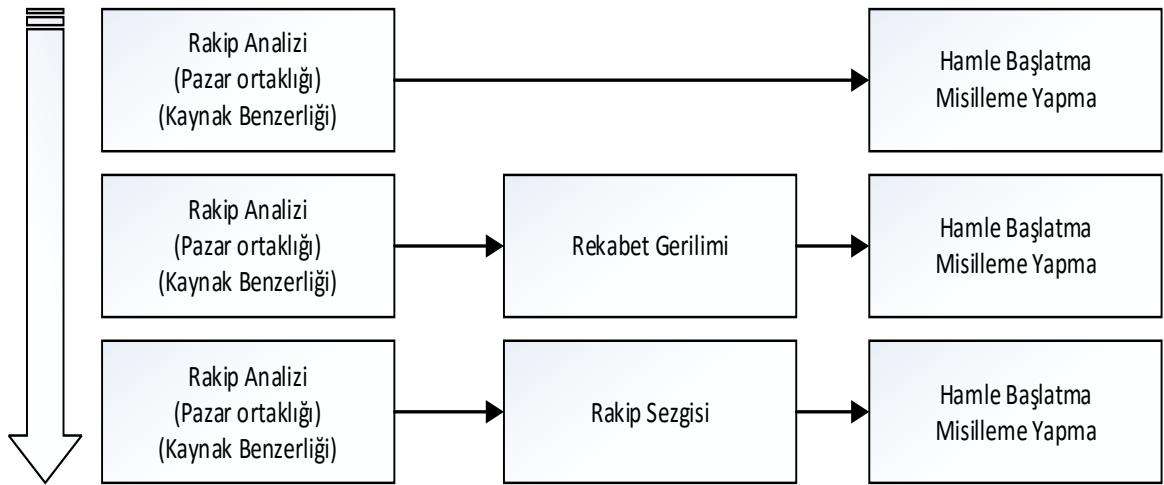 Rakip Analizi
(Pazar ortaklığı)
(Kaynak Benzerliği)
Hamle Başlatma
Misilleme Yapma
Rakip Analizi
(Pazar ortaklığı)
(Kaynak Benzerliği)
Rekabet Gerilimi
Hamle Başlatma
Misilleme Yapma
Rakip Analizi
(Pazar ortaklığı)
(Kaynak Benzerliği)
Rakip Sezgisi
Hamle Başlatma
Misilleme Yapma